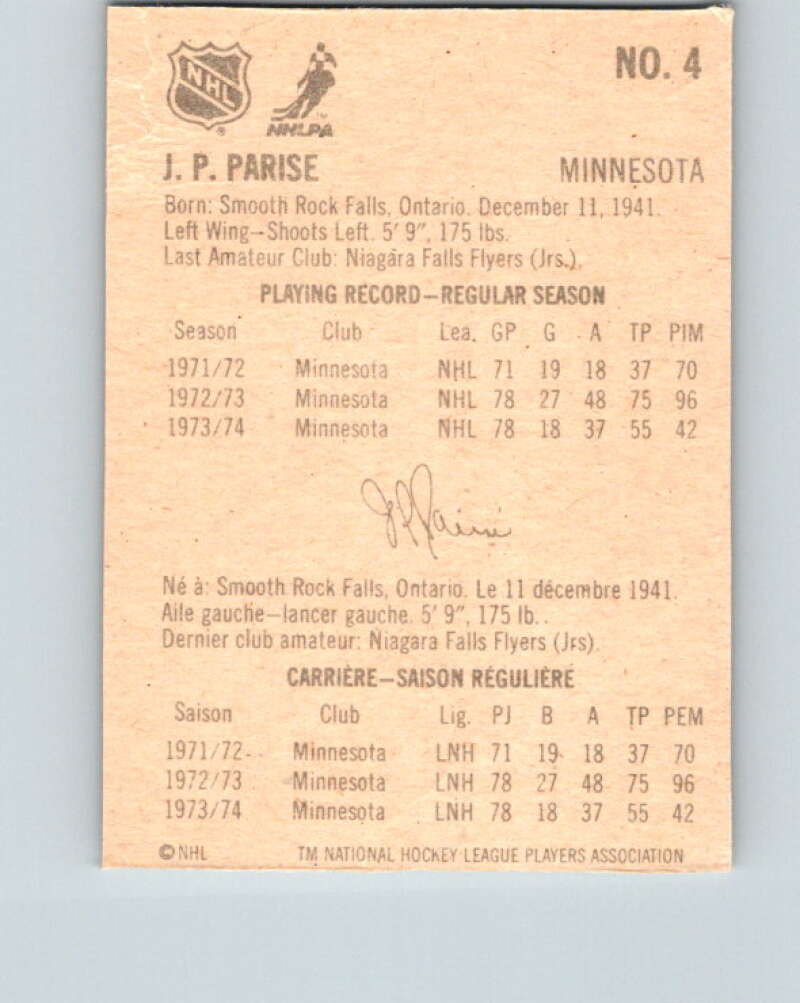 NHL
NHLPA
NO. 4
J. P. PARISE MINNESOTA
Born: Smooth Rock Falls, Ontario. December 11, 1941.
Left Wing—Shoots Left. 5' 9", 175 lbs.
Last Amateur Club: Niagara Falls Flyers (Jrs.).
PLAYING RECORD—REGULAR SEASON
Season Club Lea. GP G A TP PIM
1971/72 Minnesota NHL 71 19 18 37 70
1972/73 Minnesota NHL 78 27 48 75 96
1973/74 Minnesota NHL 78 18 37 55 42
JP Parisé
Né à: Smooth Rock Falls, Ontario. Le 11 décembre 1941.
Aile gauche—lancer gauche. 5' 9", 175 lb..
Dernier club amateur: Niagara Falls Flyers (Jrs).
CARRIÈRE—SAISON RÉGULIÈRE
Saison Club Lig. PJ B A TP PEM
1971/72 Minnesota LNH 71 19 18 37 70
1972/73 Minnesota LNH 78 27 48 75 96
1973/74 Minnesota LNH 78 18 37 55 42
© NHL TM NATIONAL HOCKEY LEAGUE PLAYERS ASSOCIATION